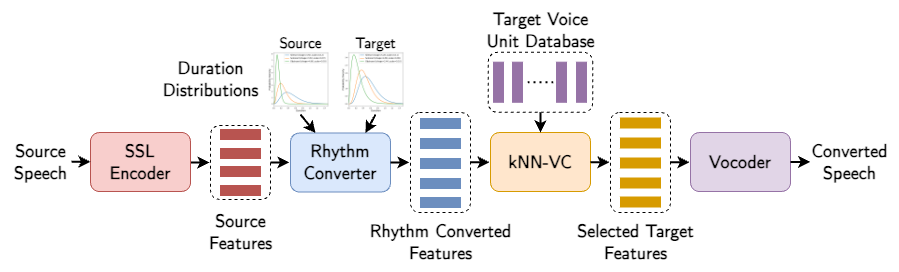 Source
Target
Target Voice
Unit Database
Duration
Distributions
Source
Speech
SSL
Encoder
Rhythm
Converter
kNN-VC
Vocoder
Converted
Speech
Source
Features
Rhythm Converted
Features
Selected Target
Features